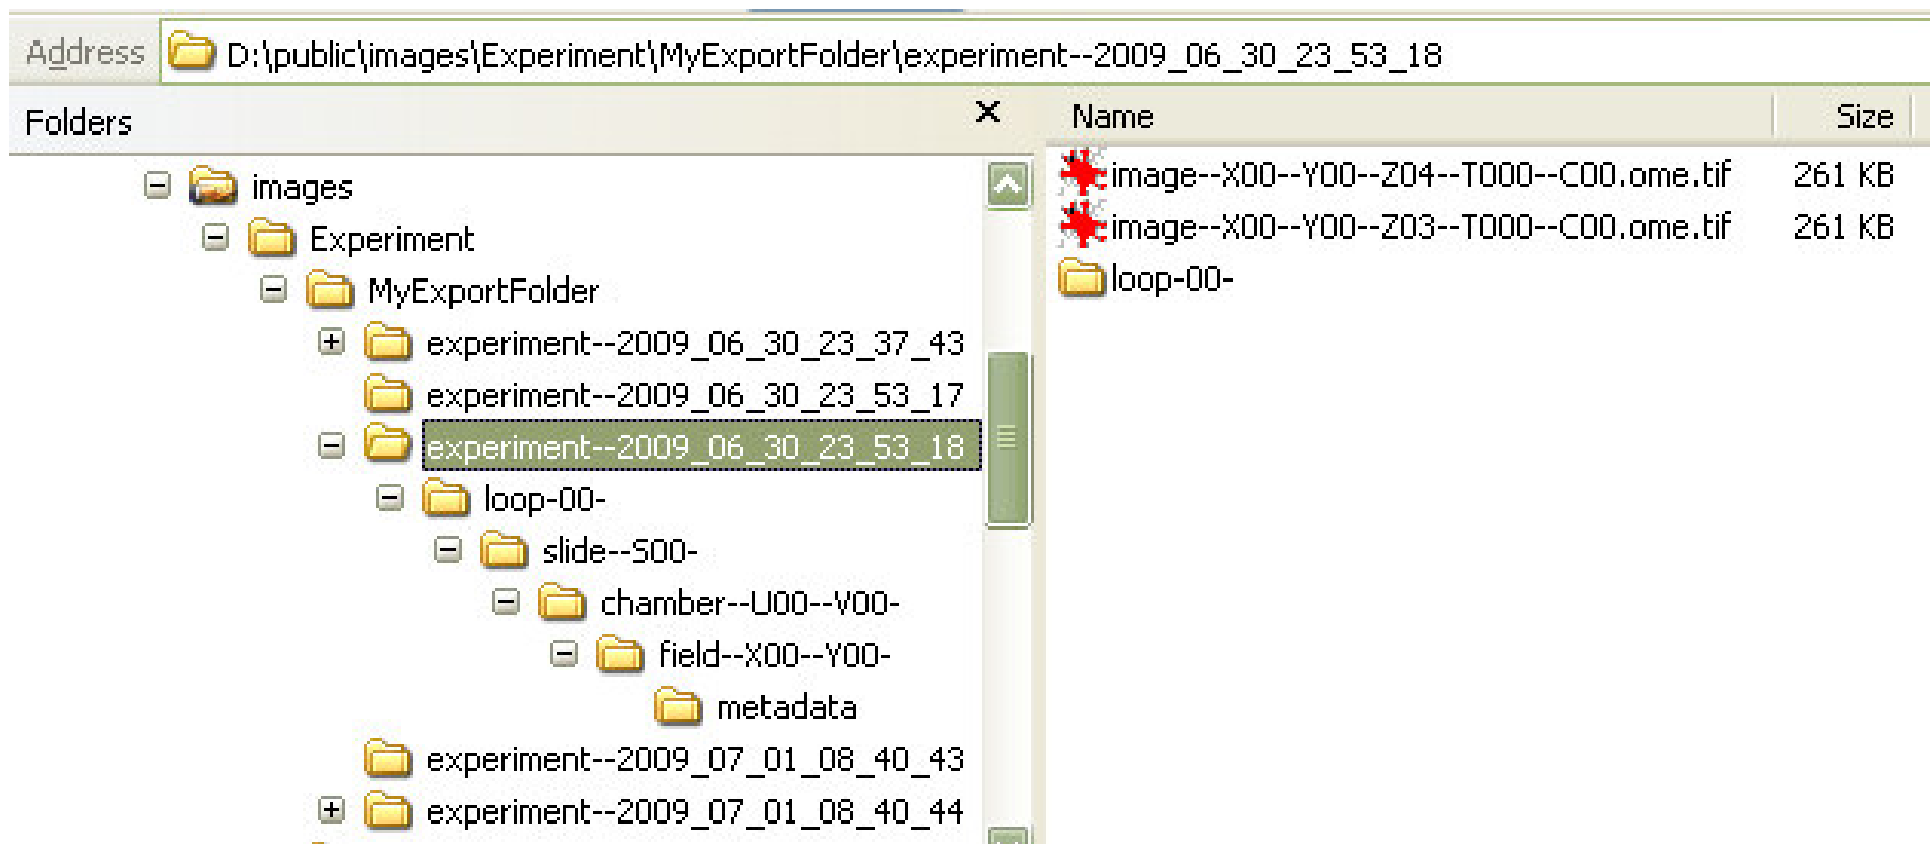 Address D:\public\images\Experiment\MyExportFolder\experiment--2009_06_30_23_53_18
Folders
images
Experiment
MyExportFolder
experiment--2009_06_30_23_37_43
experiment--2009_06_30_23_53_17
experiment--2009_06_30_23_53_18
loop-00-
slide--S00-
chamber--U00--V00-
field--X00--Y00-
metadata
experiment--2009_07_01_08_40_43
experiment--2009_07_01_08_40_44
Name Size
image--X00--Y00--Z04--T000--C00.ome.tif 261 KB
image--X00--Y00--Z03--T000--C00.ome.tif 261 KB
loop-00-